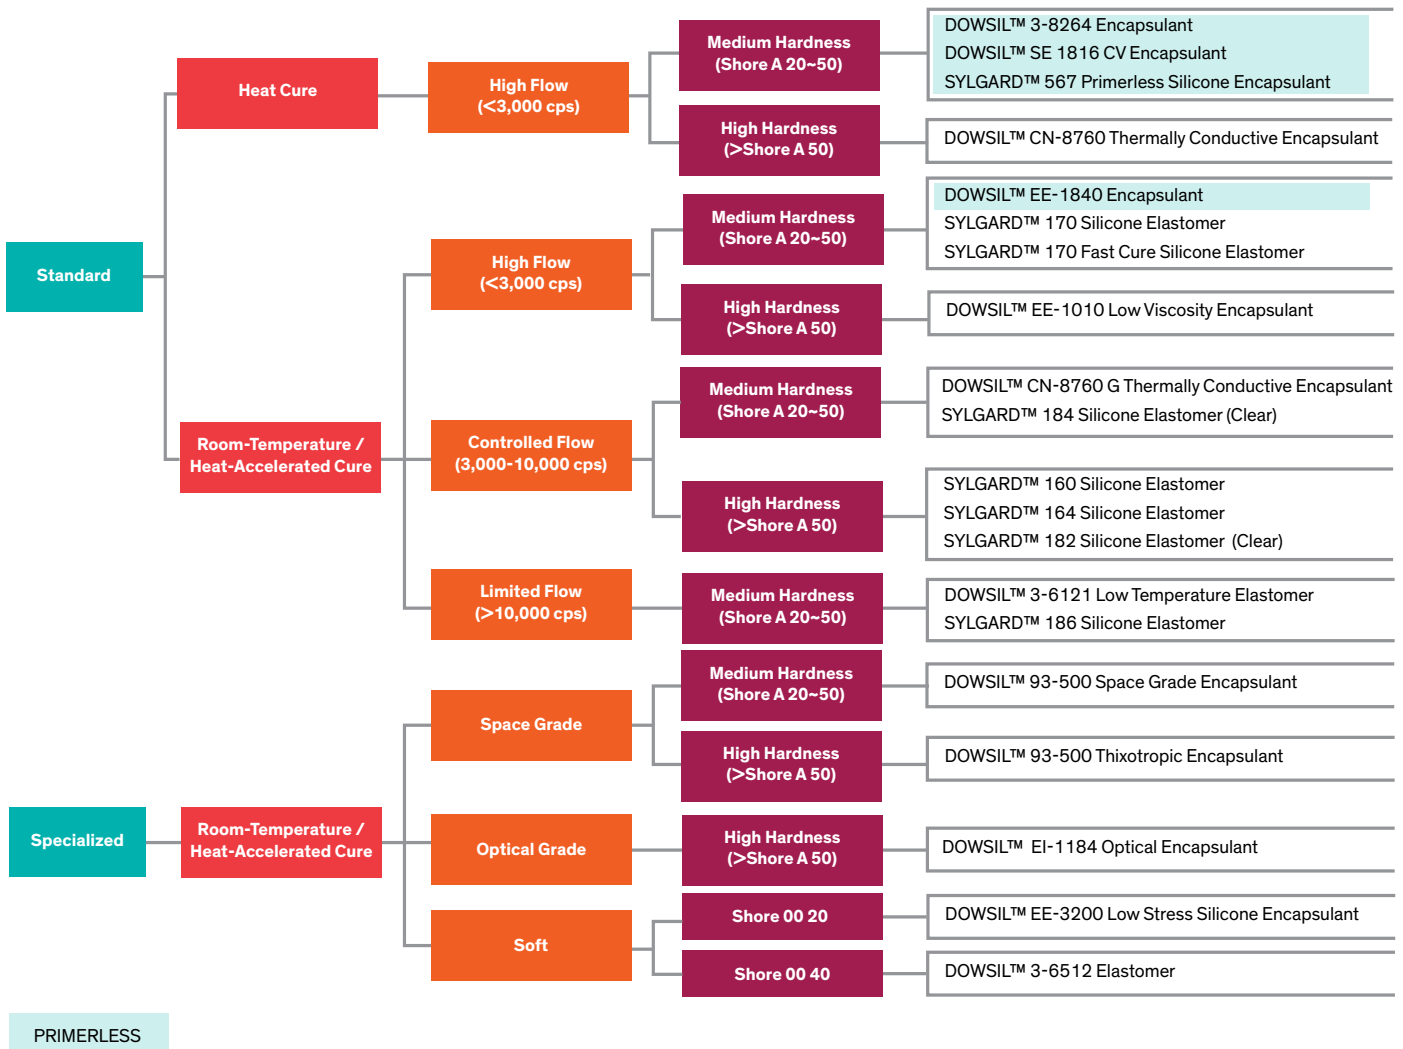 Standard
Heat Cure
High Flow
(<3,000 cps)
Medium Hardness
(Shore A 20~50)
DOWSIL™ 3-8264 Encapsulant
DOWSIL™ SE 1816 CV Encapsulant
SYLGARD™ 567 Primerless Silicone Encapsulant
High Hardness
(>Shore A 50)
DOWSIL™ CN-8760 Thermally Conductive Encapsulant
Room-Temperature /
Heat-Accelerated Cure
High Flow
(<3,000 cps)
Medium Hardness
(Shore A 20~50)
DOWSIL™ EE-1840 Encapsulant
SYLGARD™ 170 Silicone Elastomer
SYLGARD™ 170 Fast Cure Silicone Elastomer
High Hardness
(>Shore A 50)
DOWSIL™ EE-1010 Low Viscosity Encapsulant
Controlled Flow
(3,000-10,000 cps)
Medium Hardness
(Shore A 20~50)
DOWSIL™ CN-8760 G Thermally Conductive Encapsulant
SYLGARD™ 184 Silicone Elastomer (Clear)
High Hardness
(>Shore A 50)
SYLGARD™ 160 Silicone Elastomer
SYLGARD™ 164 Silicone Elastomer
SYLGARD™ 182 Silicone Elastomer (Clear)
Limited Flow
(>10,000 cps)
Medium Hardness
(Shore A 20~50)
DOWSIL™ 3-6121 Low Temperature Elastomer
SYLGARD™ 186 Silicone Elastomer
Specialized
Room-Temperature /
Heat-Accelerated Cure
Space Grade
Medium Hardness
(Shore A 20~50)
DOWSIL™ 93-500 Space Grade Encapsulant
High Hardness
(>Shore A 50)
DOWSIL™ 93-500 Thixotropic Encapsulant
Optical Grade
High Hardness
(>Shore A 50)
DOWSIL™ EI-1184 Optical Encapsulant
Soft
Shore 00 20
DOWSIL™ EE-3200 Low Stress Silicone Encapsulant
Shore 00 40
DOWSIL™ 3-6512 Elastomer
PRIMERLESS